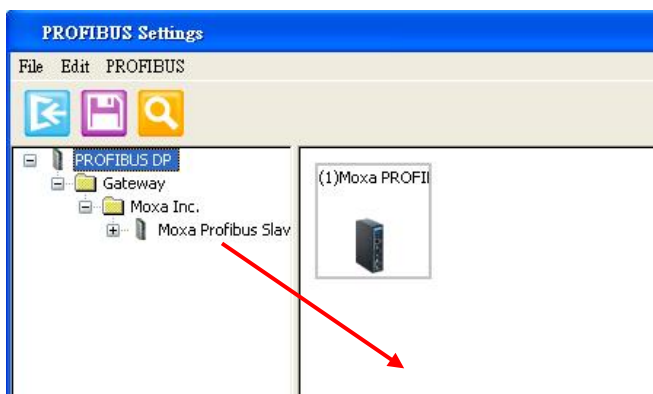 PROFIBUS Settings
File Edit PROFIBUS
PROFIBUS DP
Gateway
Moxa Inc.
Moxa Profibus Slav
(1)Moxa PROFI